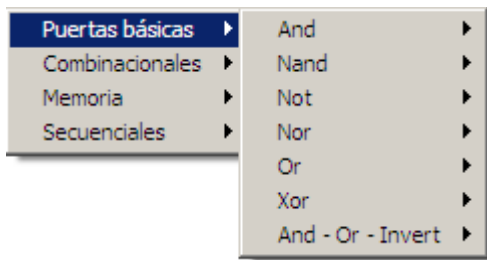 Puertas básicas
Combinacionales
Memoria
Secuenciales
And
Nand
Not
Nor
Or
Xor
And - Or - Invert